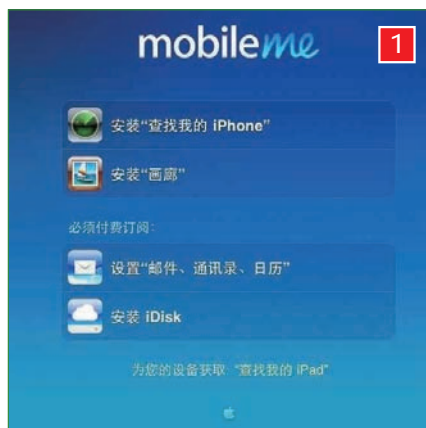 mobileme
1
安装“查找我的 iPhone”
安装“画廊”
必须付费订阅:
设置“邮件、通讯录、日历”
安装 iDisk
为您的设备获取“查找我的 iPad”